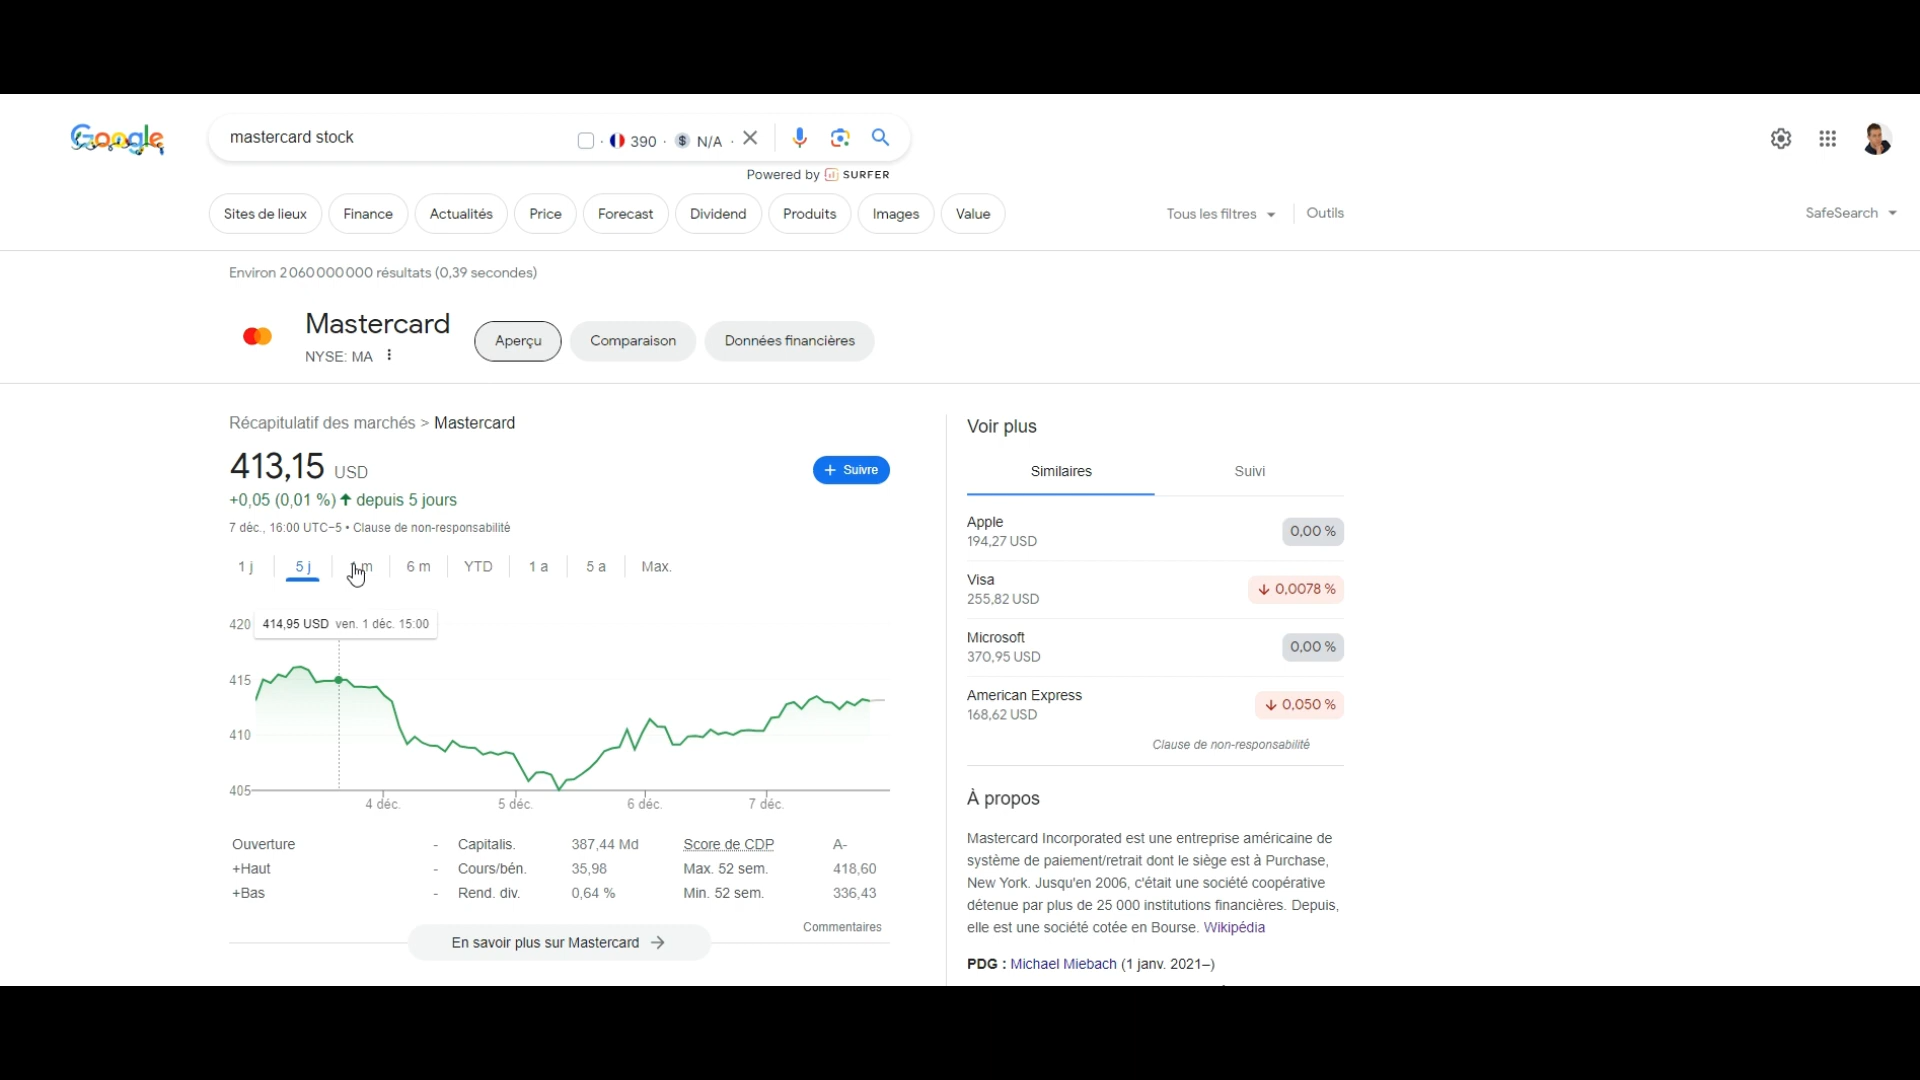 Google
mastercard stock
390 · $ N/A ·
Powered by SURFER
Sites de lieux
Finance
Actualités
Price
Forecast
Dividend
Produits
Images
Value
Tous les filtres
Outils
SafeSearch
Environ 2 060 000 000 résultats (0,39 secondes)
Mastercard
NYSE: MA
Aperçu
Comparaison
Données financières
Récapitulatif des marchés > Mastercard
413,15 USD
+ Suivre
+0,05 (0,01 %) ↑ depuis 5 jours
7 déc., 16:00 UTC−5 • Clause de non-responsabilité
1 j
5 j
m
6 m
YTD
1 a
5 a
Max.
414,95 USD ven. 1 déc. 15:00
420
415
410
405
4 déc.
5 déc.
6 déc.
7 déc.
Ouverture - Capitalis. 387,44 Md Score de CDP A-
+Haut - Cours/bén. 35,98 Max. 52 sem. 418,60
+Bas - Rend. div. 0,64 % Min. 52 sem. 336,43
Commentaires
En savoir plus sur Mastercard →
Voir plus
Similaires
Suivi
Apple
194,27 USD
0,00 %
Visa
255,82 USD
↓ 0,0078 %
Microsoft
370,95 USD
0,00 %
American Express
168,62 USD
↓ 0,050 %
Clause de non-responsabilité
À propos
Mastercard Incorporated est une entreprise américaine de
système de paiement/retrait dont le siège est à Purchase,
New York. Jusqu'en 2006, c'était une société coopérative
détenue par plus de 25 000 institutions financières. Depuis,
elle est une société cotée en Bourse. Wikipédia
PDG : Michael Miebach (1 janv. 2021–)